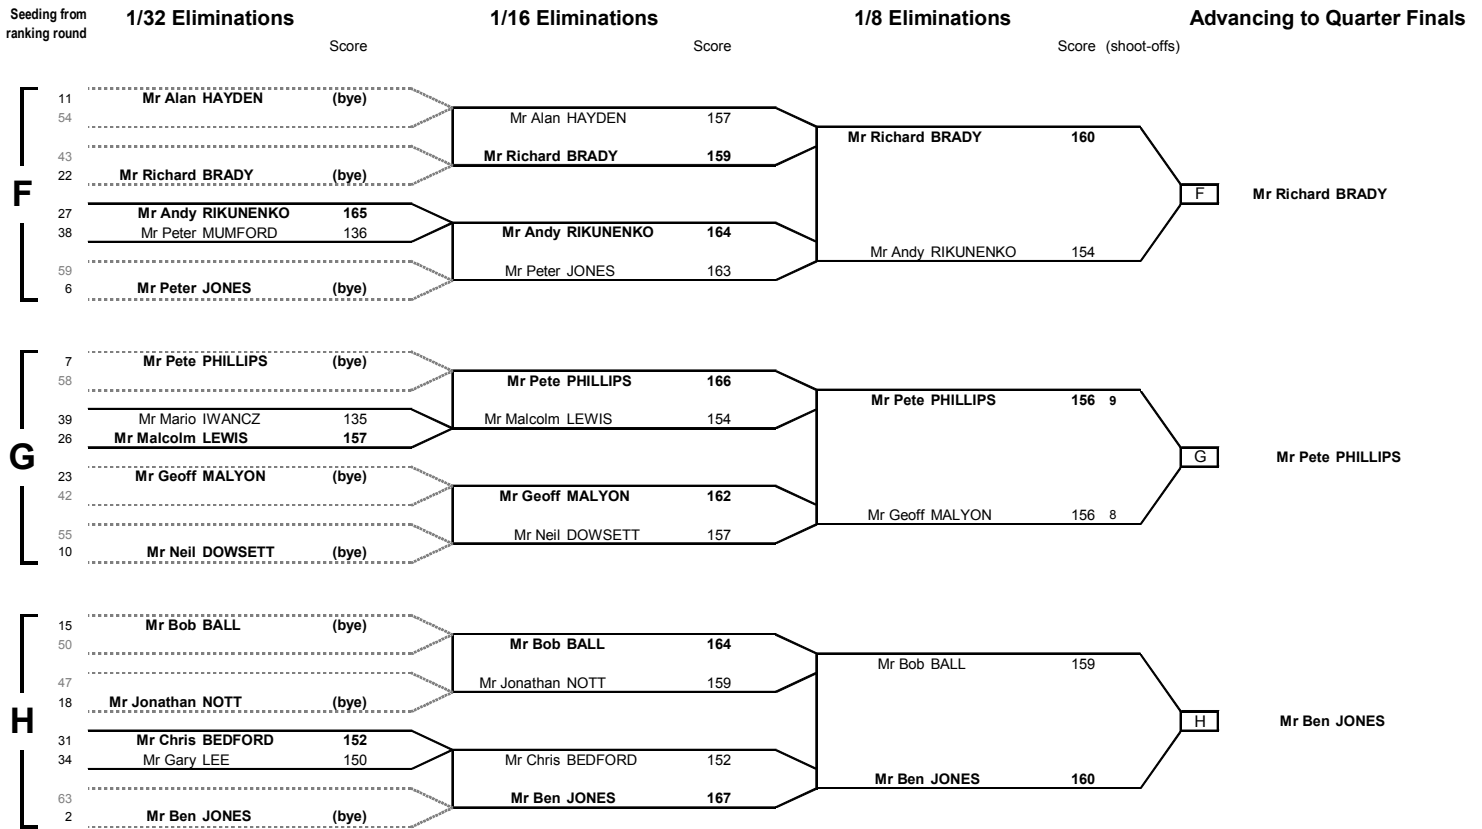 Seeding from ranking round 1/32 Eliminations 1/16 Eliminations 1/8 Eliminations Advancing to Quarter Finals
Score Score Score (shoot-offs)
F
11 Mr Alan HAYDEN (bye)
54
43
22 Mr Richard BRADY (bye)
27 Mr Andy RIKUNENKO 165
38 Mr Peter MUMFORD 136
59
6 Mr Peter JONES (bye)
Mr Alan HAYDEN 157
Mr Richard BRADY 159
Mr Andy RIKUNENKO 164
Mr Peter JONES 163
Mr Richard BRADY 160
Mr Andy RIKUNENKO 154
F Mr Richard BRADY
G
7 Mr Pete PHILLIPS (bye)
58
39 Mr Mario IWANCZ 135
26 Mr Malcolm LEWIS 157
23 Mr Geoff MALYON (bye)
42
55
10 Mr Neil DOWSETT (bye)
Mr Pete PHILLIPS 166
Mr Malcolm LEWIS 154
Mr Geoff MALYON 162
Mr Neil DOWSETT 157
Mr Pete PHILLIPS 156 9
Mr Geoff MALYON 156 8
G Mr Pete PHILLIPS
H
15 Mr Bob BALL (bye)
50
47
18 Mr Jonathan NOTT (bye)
31 Mr Chris BEDFORD 152
34 Mr Gary LEE 150
63
2 Mr Ben JONES (bye)
Mr Bob BALL 164
Mr Jonathan NOTT 159
Mr Chris BEDFORD 152
Mr Ben JONES 167
Mr Bob BALL 159
Mr Ben JONES 160
H Mr Ben JONES